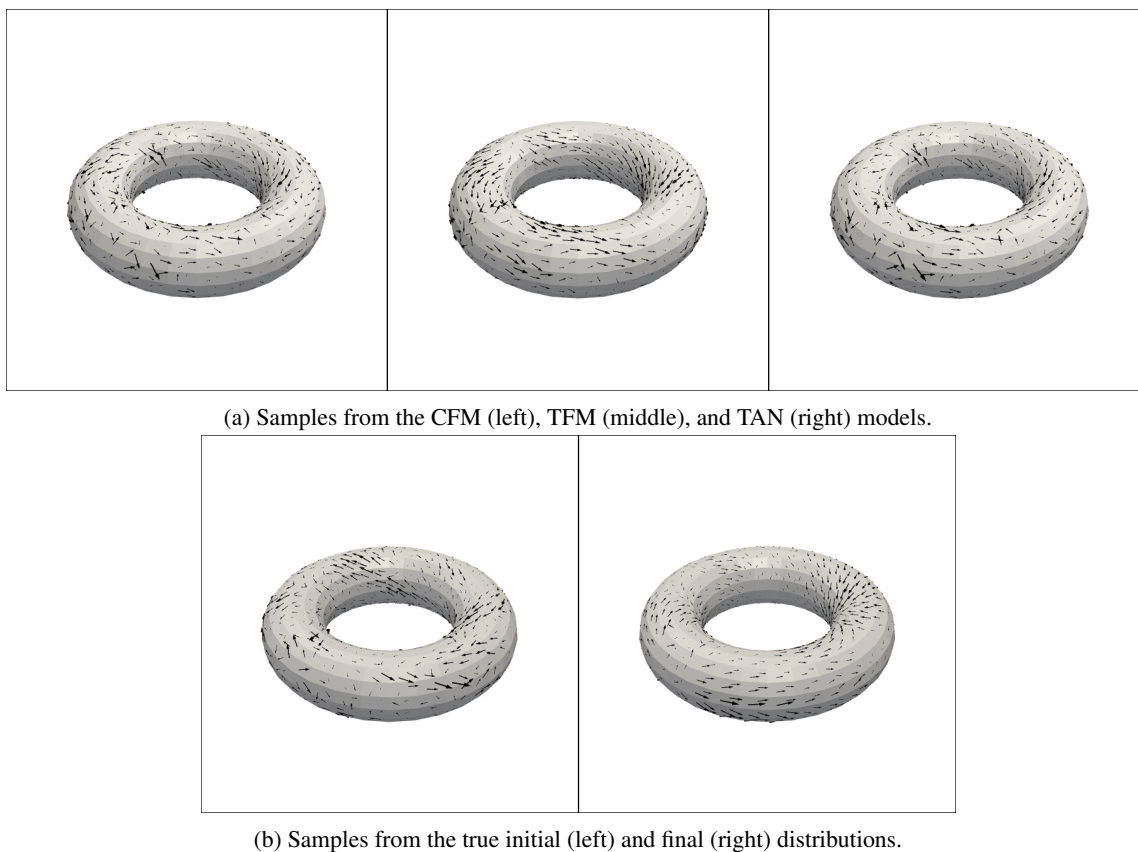 (a) Samples from the CFM (left), TFM (middle), and TAN (right) models.
(b) Samples from the true initial (left) and final (right) distributions.